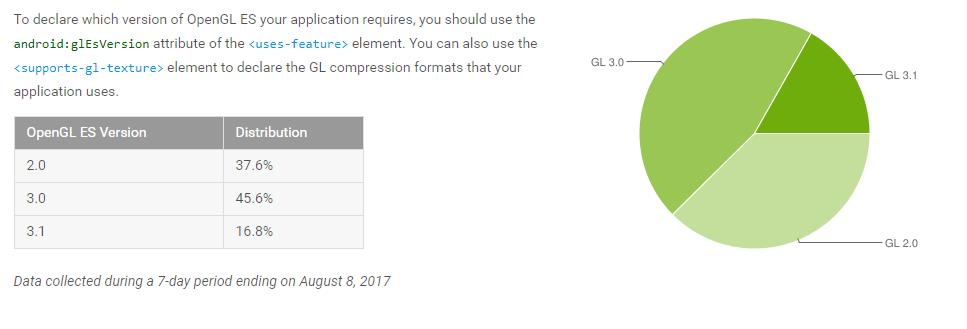 To declare which version of OpenGL ES your application requires, you should use the
android:glEsVersion attribute of the <uses-feature> element. You can also use the
<supports-gl-texture> element to declare the GL compression formats that your
application uses.
OpenGL ES Version Distribution
2.0 37.6%
3.0 45.6%
3.1 16.8%
Data collected during a 7-day period ending on August 8, 2017
GL 3.0
GL 3.1
GL 2.0